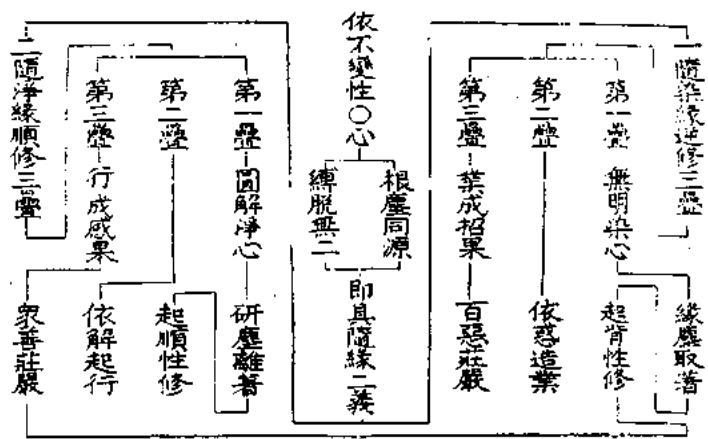 依不變性○心
根塵同源
縛脫無二
即具隨緣二義
隨染緣逆修三疊
第一疊
無明染心
第二疊
第三疊
業成招果
緣塵取著
起背性修
依惑造業
百惡莊嚴
二隨淨緣順修三疊
第一疊
圓解淨心
第二疊
第三疊
行成感果
研塵離著
起順性修
依解起行
眾善莊嚴